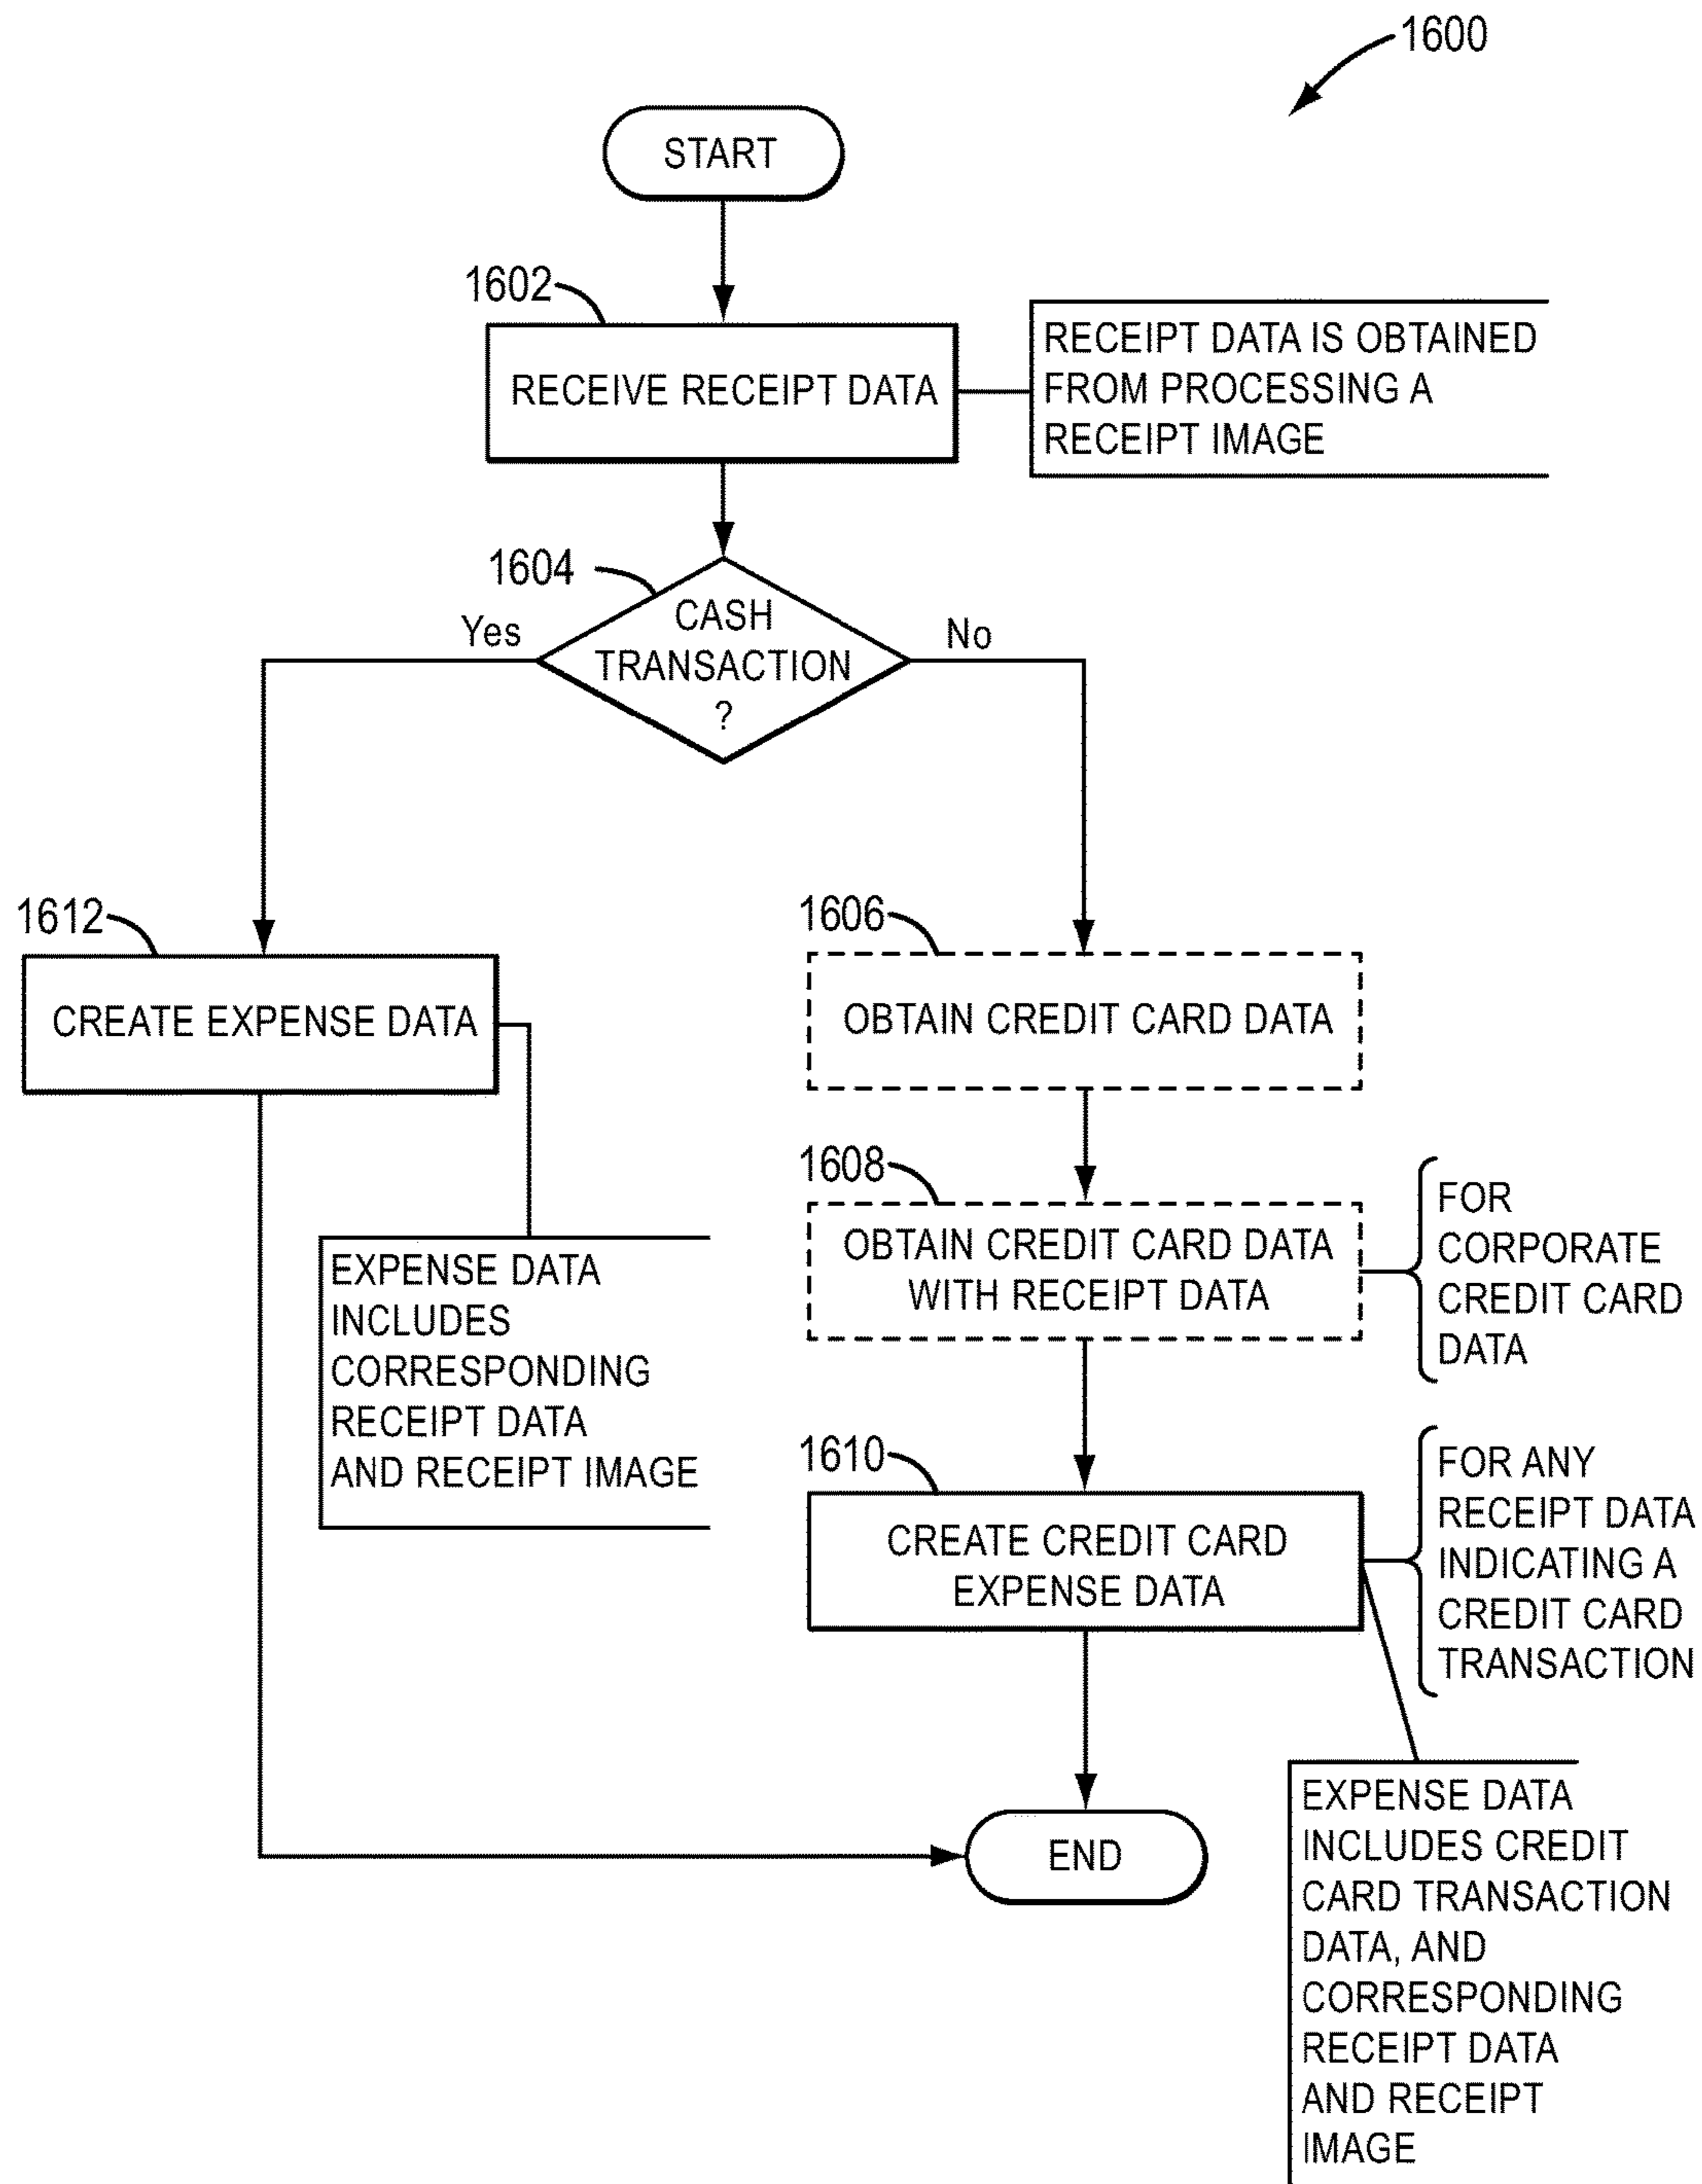 1600
START
1602
RECEIVE RECEIPT DATA
RECEIPT DATA IS OBTAINED
FROM PROCESSING A
RECEIPT IMAGE
1604
CASH
TRANSACTION
?
Yes
No
1612
CREATE EXPENSE DATA
EXPENSE DATA
INCLUDES
CORRESPONDING
RECEIPT DATA
AND RECEIPT IMAGE
1606
OBTAIN CREDIT CARD DATA
1608
OBTAIN CREDIT CARD DATA
WITH RECEIPT DATA
FOR
CORPORATE
CREDIT CARD
DATA
1610
CREATE CREDIT CARD
EXPENSE DATA
FOR ANY
RECEIPT DATA
INDICATING A
CREDIT CARD
TRANSACTION
EXPENSE DATA
INCLUDES CREDIT
CARD TRANSACTION
DATA, AND
CORRESPONDING
RECEIPT DATA
AND RECEIPT
IMAGE
END